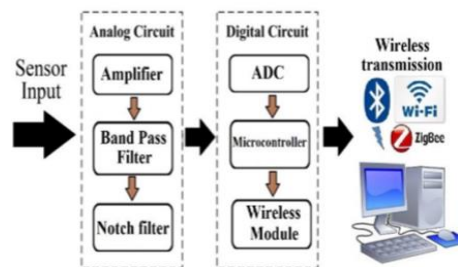 Sensor
Input
Analog Circuit
Amplifier
Band Pass
Filter
Notch filter
Digital Circuit
ADC
Microcontroller
Wireless
Module
Wireless
transmission
Wi-Fi
ZigBee